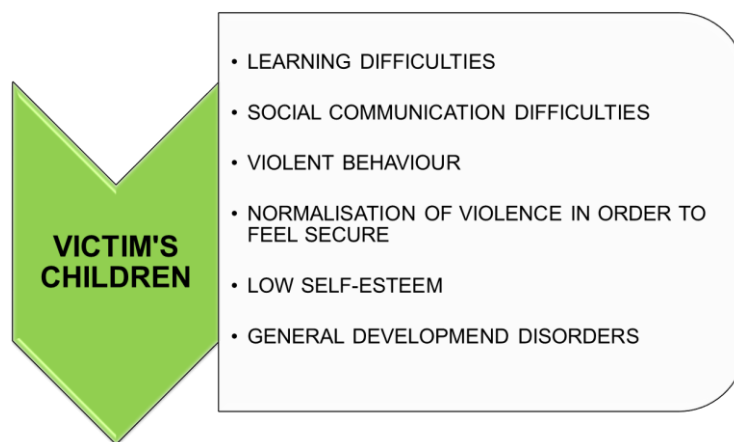 VICTIM'S
CHILDREN
• LEARNING DIFFICULTIES
• SOCIAL COMMUNICATION DIFFICULTIES
• VIOLENT BEHAVIOUR
• NORMALISATION OF VIOLENCE IN ORDER TO
FEEL SECURE
• LOW SELF-ESTEEM
• GENERAL DEVELOPMEND DISORDERS